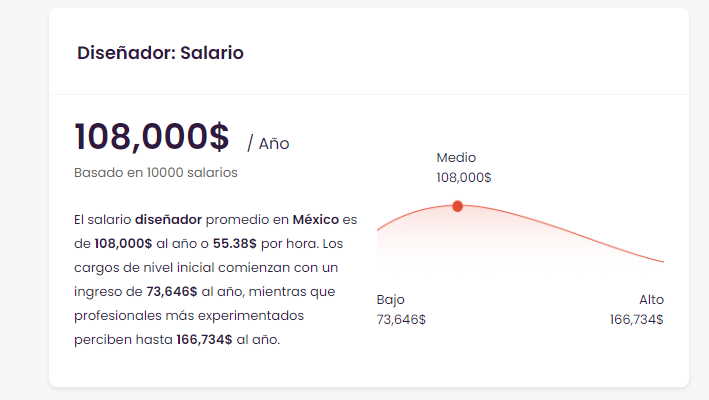 Diseñador: Salario
108,000$ / Año
Basado en 10000 salarios
El salario diseñador promedio en México es
de 108,000$ al año o 55.38$ por hora. Los
cargos de nivel inicial comienzan con un
ingreso de 73,646$ al año, mientras que
profesionales más experimentados
perciben hasta 166,734$ al año.
Medio
108,000$
Bajo
73,646$
Alto
166,734$